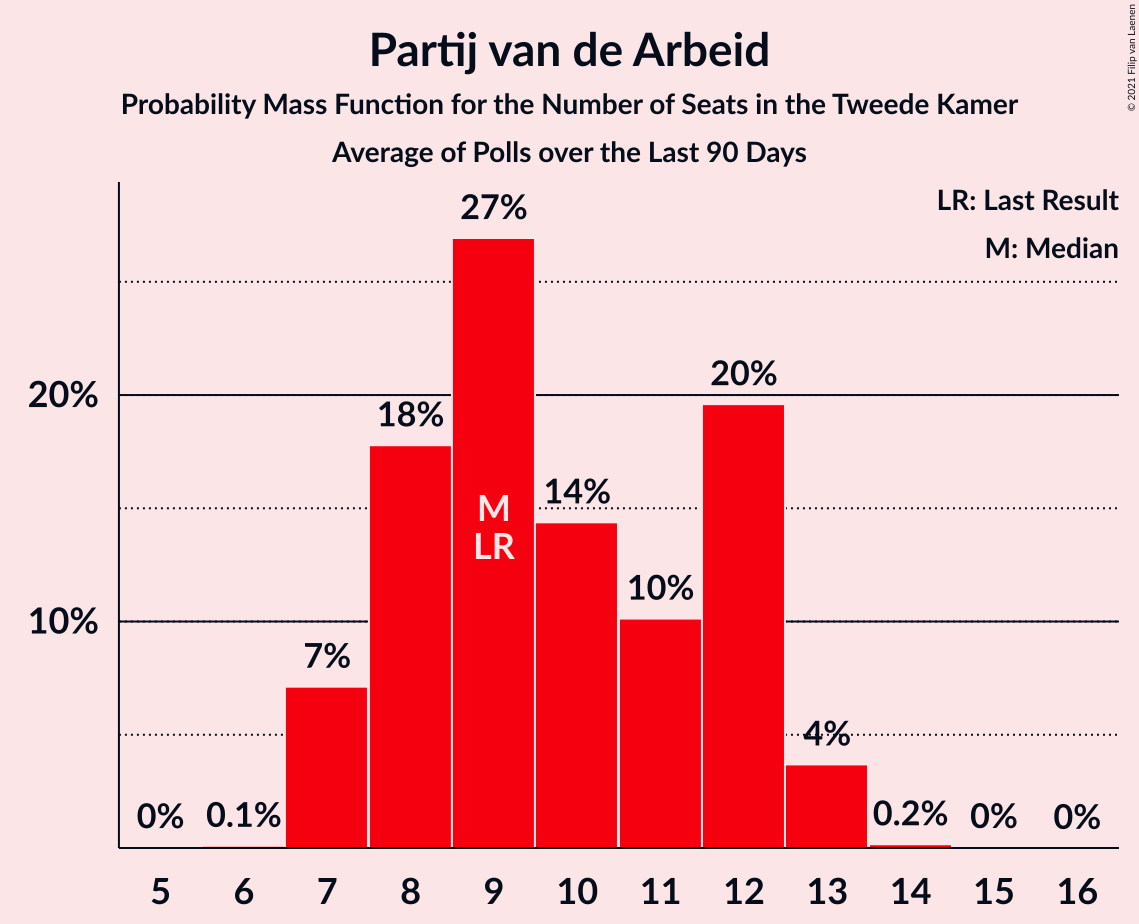 Partij van de Arbeid
Probability Mass Function for the Number of Seats in the Tweede Kamer
Average of Polls over the Last 90 Days
© 2021 Filip van Laenen
LR: Last Result
M: Median
20%
10%
0%
0.1%
7%
18%
27%
M
LR
14%
10%
20%
4%
0.2%
0%
0%
5 6 7 8 9 10 11 12 13 14 15 16